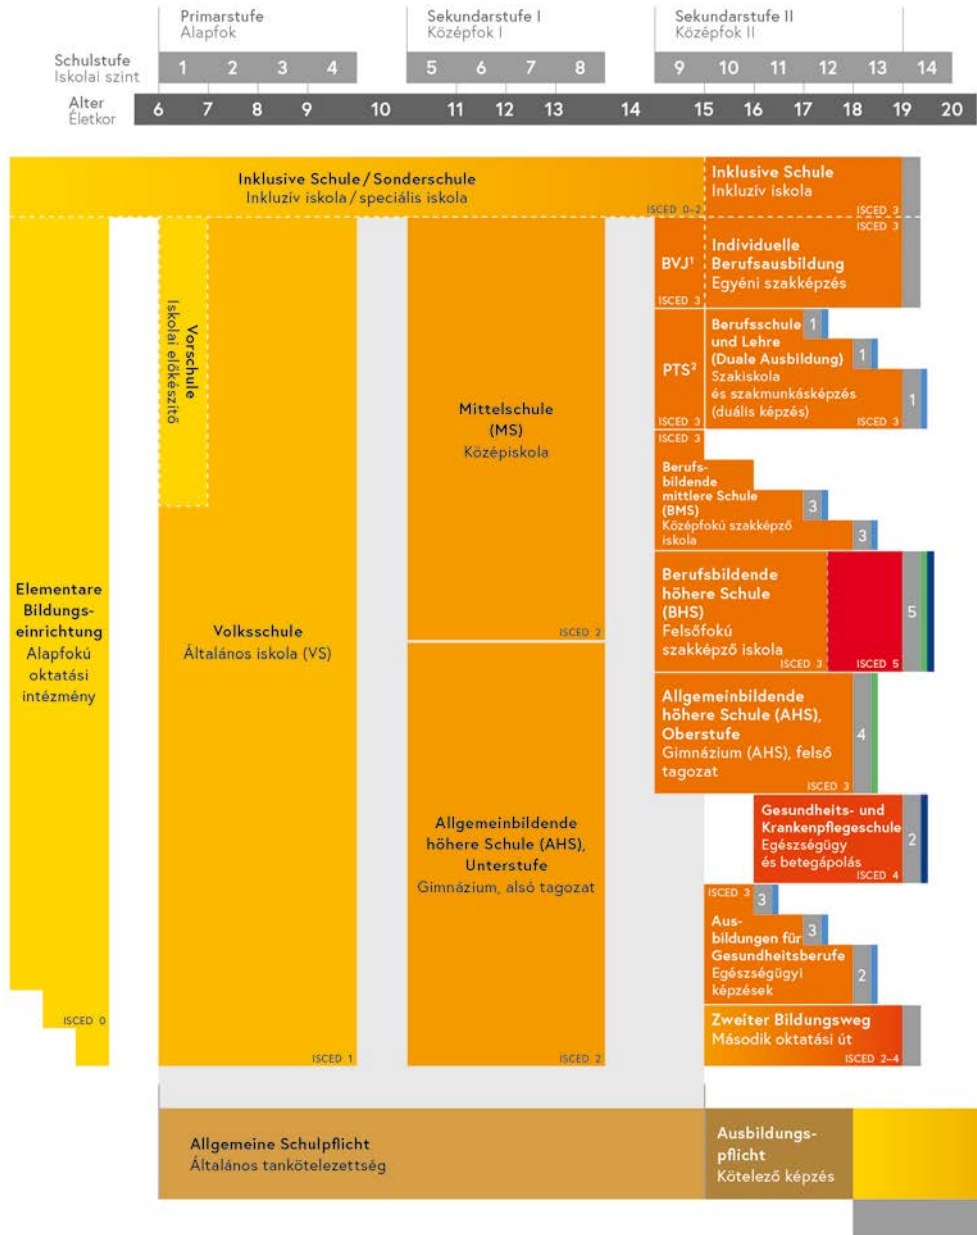 Primarstufe
Alapfok
Sekundarstufe I
Középfok I
Sekundarstufe II
Középfok II
Schulstufe
Iskolai szint
1 2 3 4 5 6 7 8 9 10 11 12 13 14
Alter
Életkor
6 7 8 9 10 11 12 13 14 15 16 17 18 19 20
Inklusive Schule / Sonderschule
Inkluzív iskola / speciális iskola
ISCED 0–2
Inklusive Schule
Inkluzív iskola
ISCED 3
ISCED 3
BVJ¹
ISCED 3
Individuelle
Berufsausbildung
Egyéni szakképzés
Vorschule
Iskolai előkészítő
PTS²
ISCED 3
Berufsschule
und Lehre
(Duale Ausbildung)
Szakiskola
és szakmunkásképzés
(duális képzés)
ISCED 3
1
1
1
Mittelschule
(MS)
Középiskola
ISCED 2
ISCED 3
Berufs-
bildende
mittlere Schule
(BMS)
Középfokú szakképző
iskola
3
3
Elementare
Bildungs-
einrichtung
Alapfokú
oktatási
intézmény
ISCED 0
Volksschule
Általános iskola (VS)
ISCED 1
Berufsbildende
höhere Schule
(BHS)
Felsőfokú
szakképző iskola
ISCED 3
ISCED 5
5
Allgemeinbildende
höhere Schule (AHS),
Oberstufe
Gimnázium (AHS), felső
tagozat
ISCED 3
4
Allgemeinbildende
höhere Schule (AHS),
Unterstufe
Gimnázium, alsó tagozat
ISCED 2
Gesundheits- und
Krankenpflegeschule
Egészségügy
és betegápolás
ISCED 4
2
ISCED 3
3
Aus-
bildungen für
Gesundheitsberufe
Egészségügyi
képzések
3
2
Zweiter Bildungsweg
Második oktatási út
ISCED 2–4
Allgemeine Schulpflicht
Általános tankötelezettség
Ausbildungs-
pflicht
Kötelező képzés